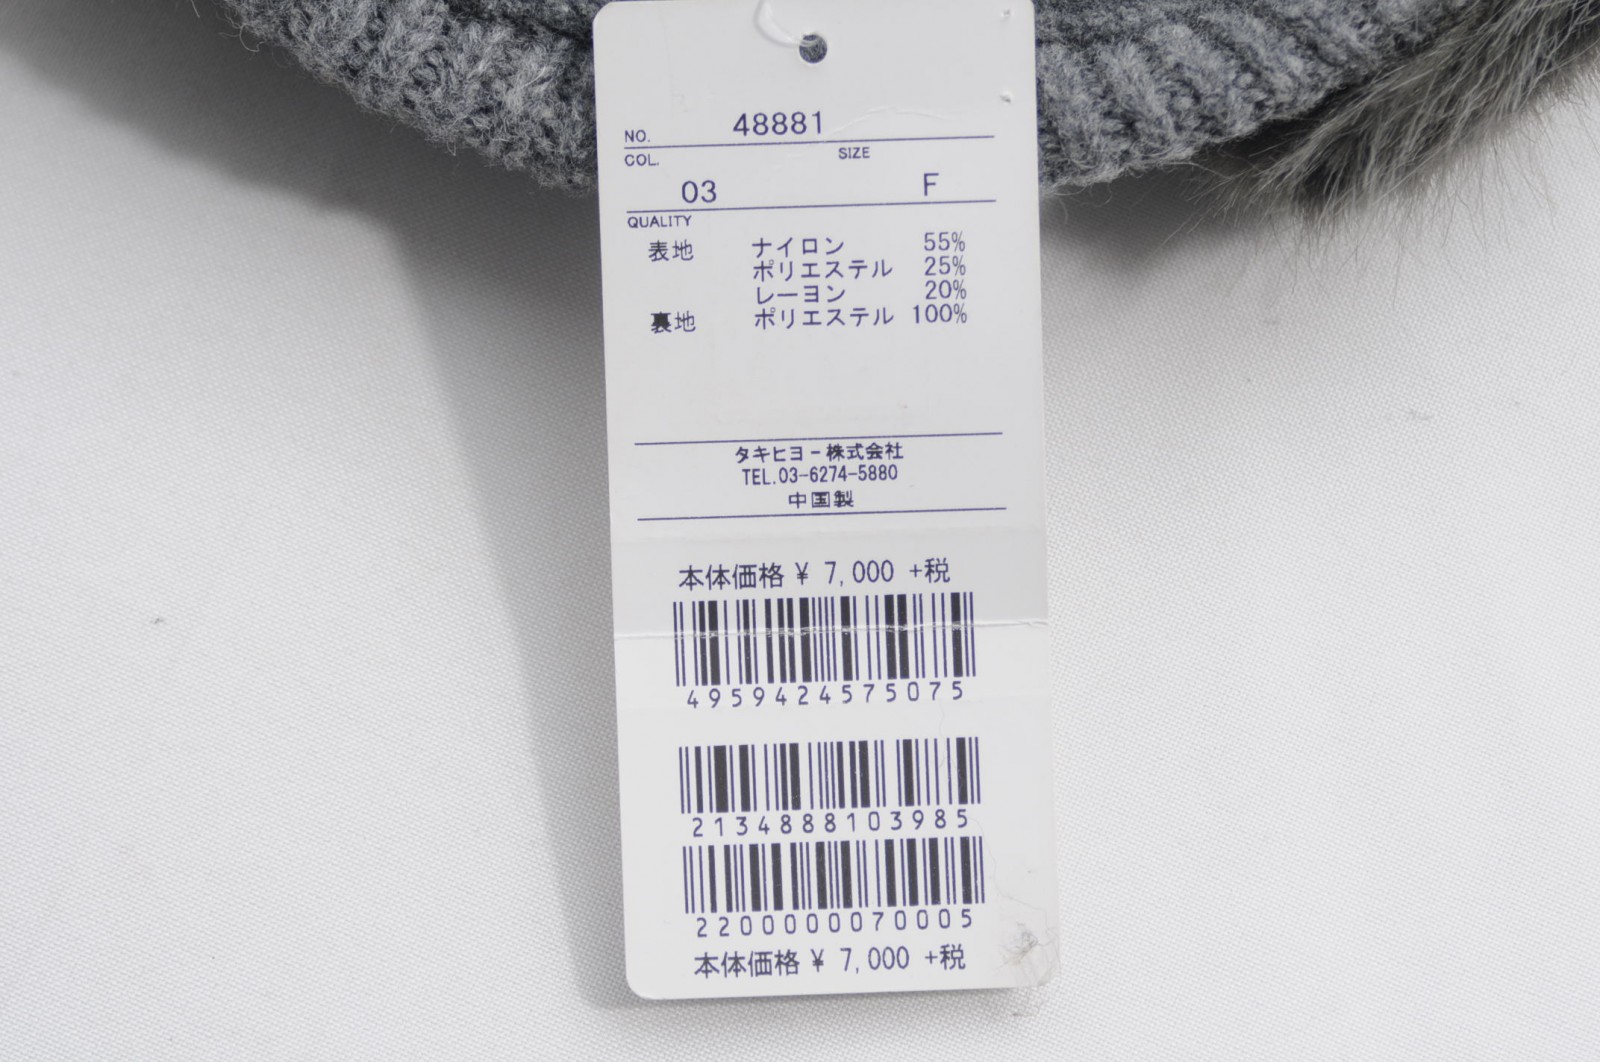 NO. 48881
COL. SIZE
03 F
QUALITY
表地 ナイロン 55%
ポリエステル 25%
レーヨン 20%
裏地 ポリエステル 100%
タキヒヨー株式会社
TEL.03-6274-5880
中国製
本体価格 ¥ 7,000 +税
4959424575075
2134888103985
2200000070005
本体価格 ¥ 7,000 +税